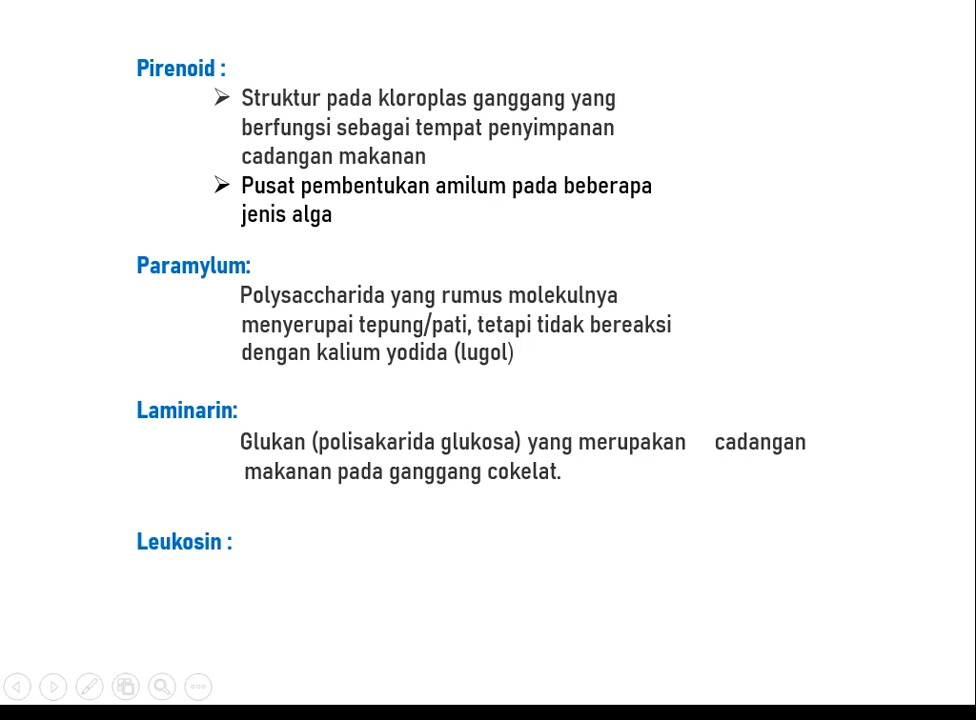 Pirenoid :
➢ Struktur pada kloroplas ganggang yang
berfungsi sebagai tempat penyimpanan
cadangan makanan
➢ Pusat pembentukan amilum pada beberapa
jenis alga
Paramylum:
Polysaccharida yang rumus molekulnya
menyerupai tepung/pati, tetapi tidak bereaksi
dengan kalium yodida (lugol)
Laminarin:
Glukan (polisakarida glukosa) yang merupakan cadangan
makanan pada ganggang cokelat.
Leukosin :